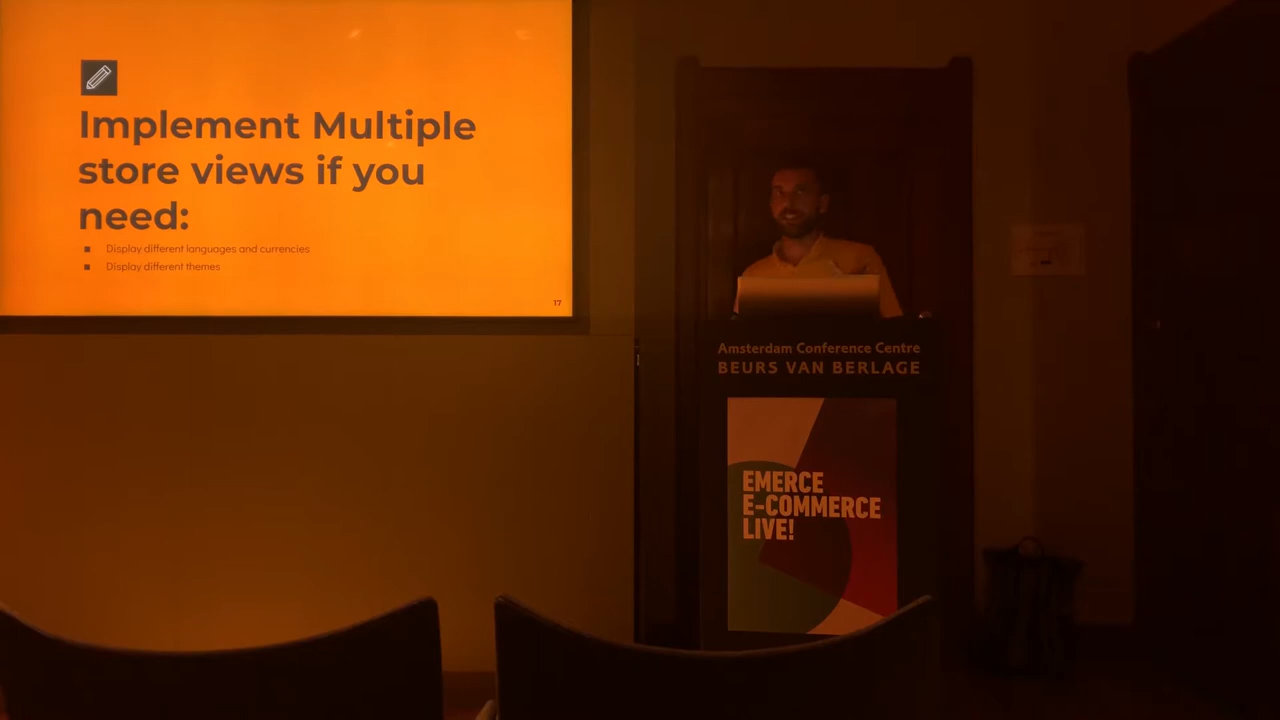 Implement Multiple
store views if you
need:
Display different languages and currencies
Display different themes
17
Amsterdam Conference Centre
BEURS VAN BERLAGE
EMERCE
E-COMMERCE
LIVE!